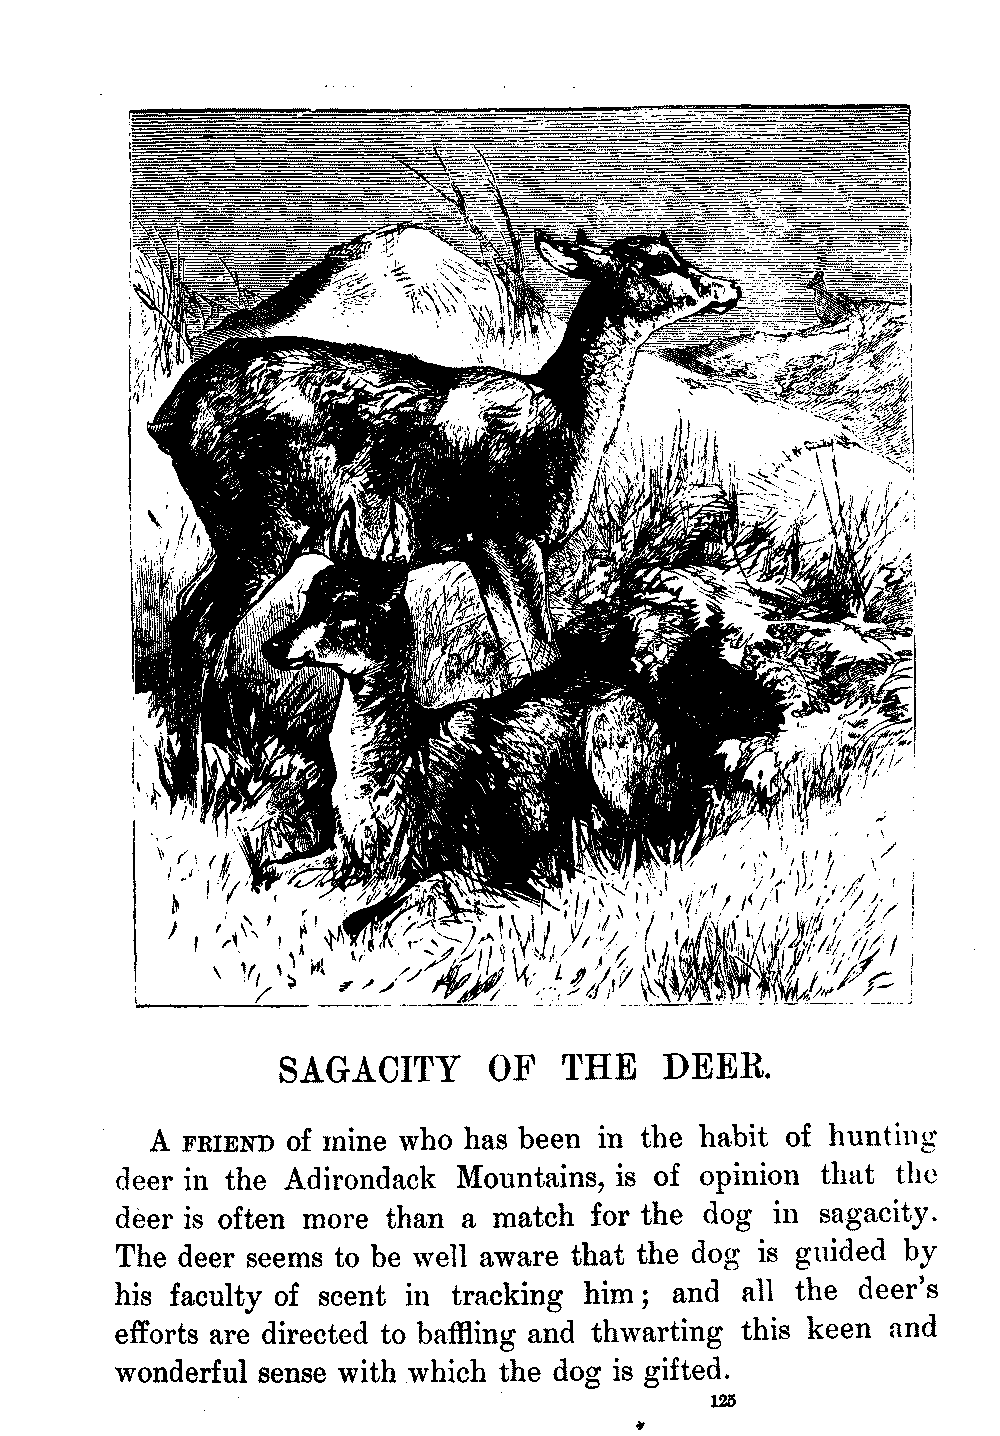 SAGACITY OF THE DEER.
A FRIEND of mine who has been in the habit of hunting
deer in the Adirondack Mountains, is of opinion that the
deer is often more than a match for the dog in sagacity.
The deer seems to be well aware that the dog is guided by
his faculty of scent in tracking him; and all the deer's
efforts are directed to baffling and thwarting this keen and
wonderful sense with which the dog is gifted.
125